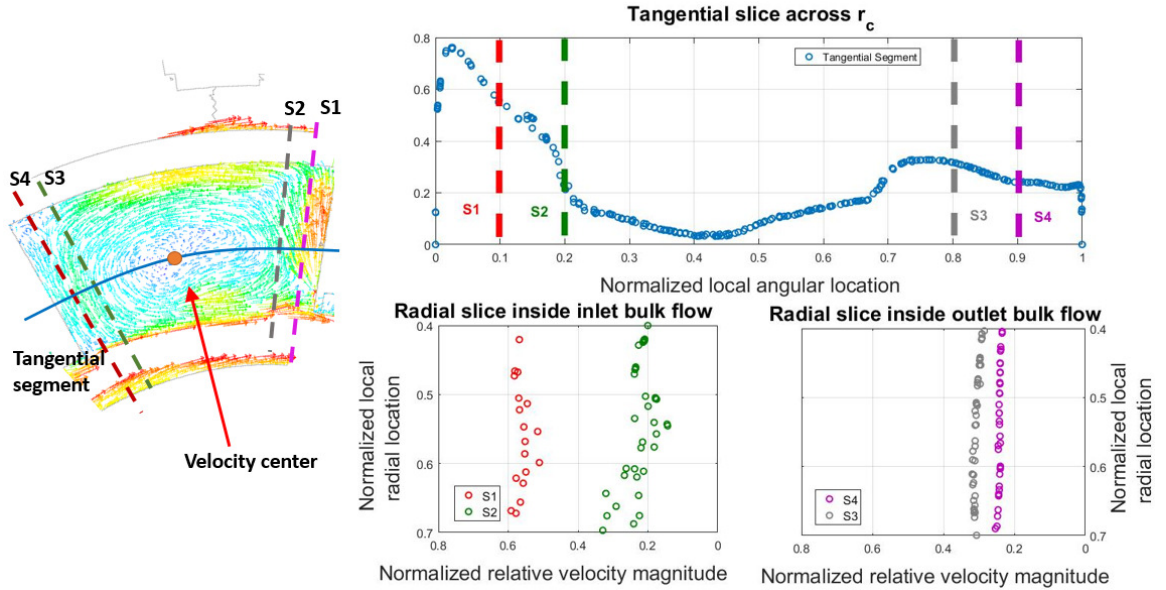 S2
S1
S4
S3
Tangential
segment
Velocity center
Tangential slice across r_c
0.8
0.6
0.4
0.2
0
Tangential Segment
S1
S2
S3
S4
0
0.1
0.2
0.3
0.4
0.5
0.6
0.7
0.8
0.9
1
Normalized local angular location
Radial slice inside inlet bulk flow
0.4
0.5
0.6
0.7
Normalized local
radial location
S1
S2
0.8
0.6
0.4
0.2
0
Normalized relative velocity magnitude
Radial slice inside outlet bulk flow
0.4
0.5
0.6
0.7
Normalized local
radial location
S4
S3
0.8
0.6
0.4
0.2
0
Normalized relative velocity magnitude